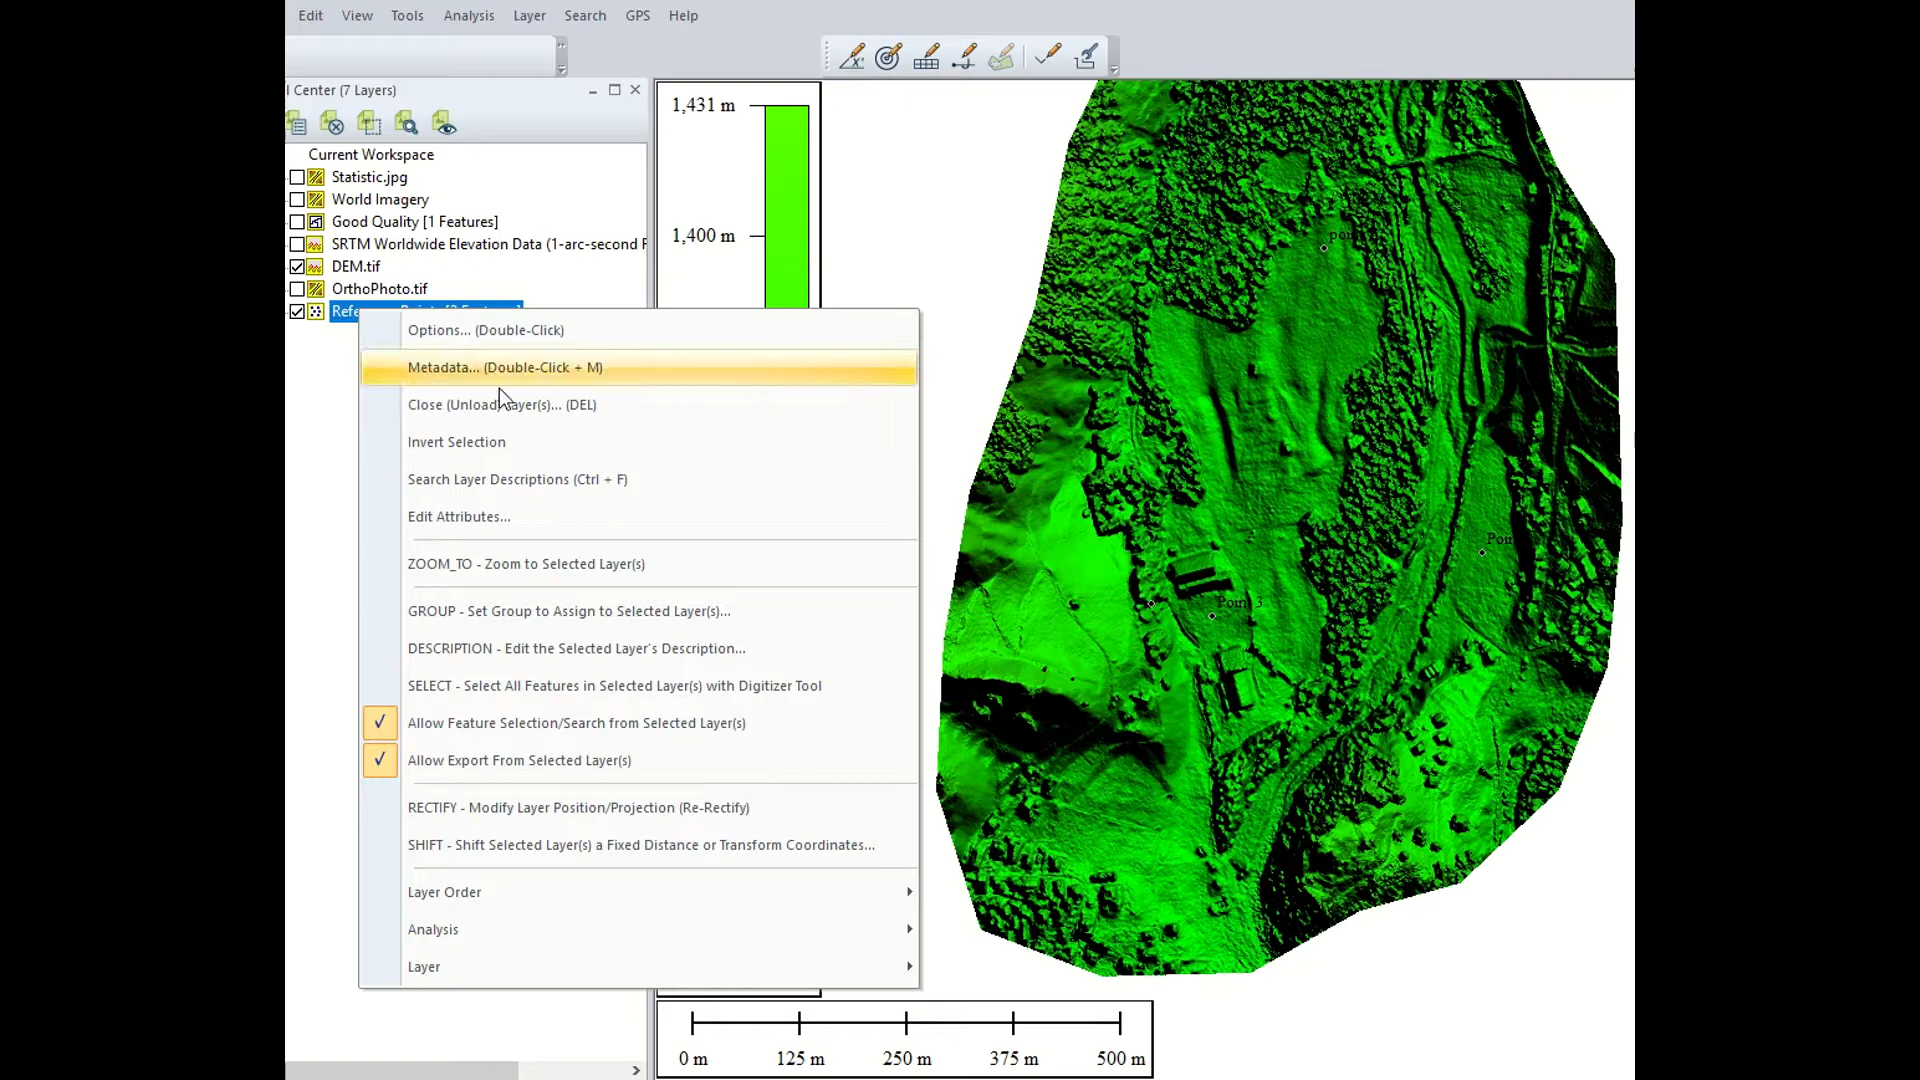 Edit View Tools Analysis Layer Search GPS Help
l Center (7 Layers)
Current Workspace
Statistic.jpg
World Imagery
Good Quality [1 Features]
SRTM Worldwide Elevation Data (1-arc-second R
DEM.tif
OrthoPhoto.tif
Options... (Double-Click)
Metadata... (Double-Click + M)
Close (Unload) Layer(s)... (DEL)
Invert Selection
Search Layer Descriptions (Ctrl + F)
Edit Attributes...
ZOOM_TO - Zoom to Selected Layer(s)
GROUP - Set Group to Assign to Selected Layer(s)...
DESCRIPTION - Edit the Selected Layer's Description...
SELECT - Select All Features in Selected Layer(s) with Digitizer Tool
Allow Feature Selection/Search from Selected Layer(s)
Allow Export From Selected Layer(s)
RECTIFY - Modify Layer Position/Projection (Re-Rectify)
SHIFT - Shift Selected Layer(s) a Fixed Distance or Transform Coordinates...
Layer Order
Analysis
Layer
1,431 m
1,400 m
Point 3
0 m 125 m 250 m 375 m 500 m